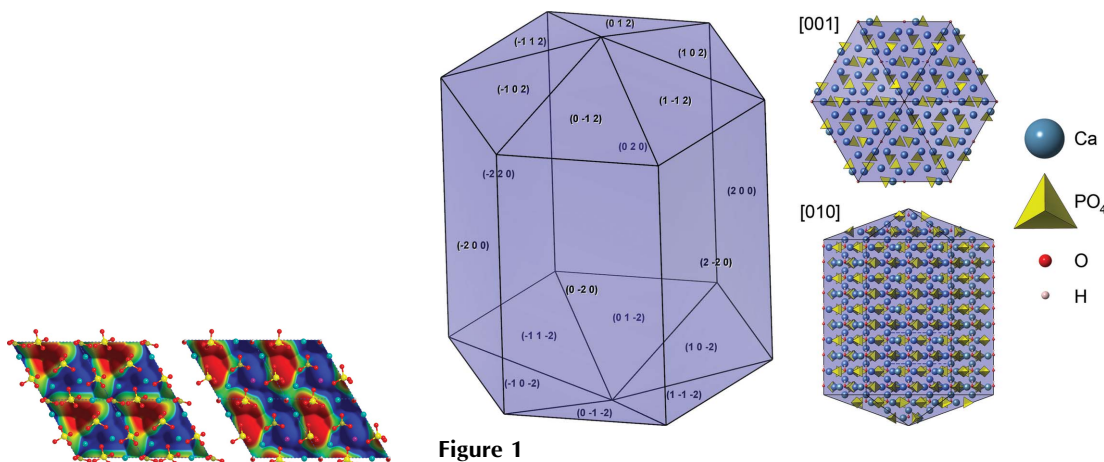 (0 1 2)
(-1 1 2)
(1 0 2)
(-1 0 2)
(1 -1 2)
(0 -1 2)
(0 2 0)
(-2 2 0)
(2 0 0)
(-2 0 0)
(2 -2 0)
(0 -2 0)
(0 1 -2)
(-1 1 -2)
(1 0 -2)
(-1 0 -2)
(1 -1 -2)
(0 -1 -2)
Figure 1
[001]
[010]
Ca
PO4
O
H